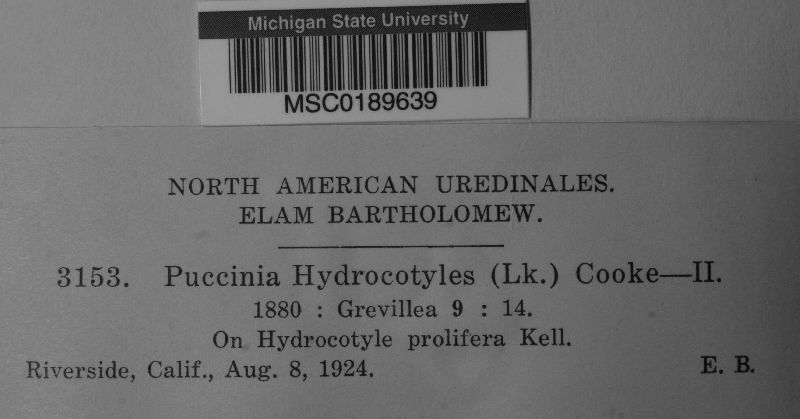 Michigan State University
MSC0189639
NORTH AMERICAN UREDINALES.
ELAM BARTHOLOMEW.
3153. Puccinia Hydrocotyles (Lk.) Cooke—II.
1880 : Grevillea 9 : 14.
On Hydrocotyle prolifera Kell.
Riverside, Calif., Aug. 8, 1924. E. B.